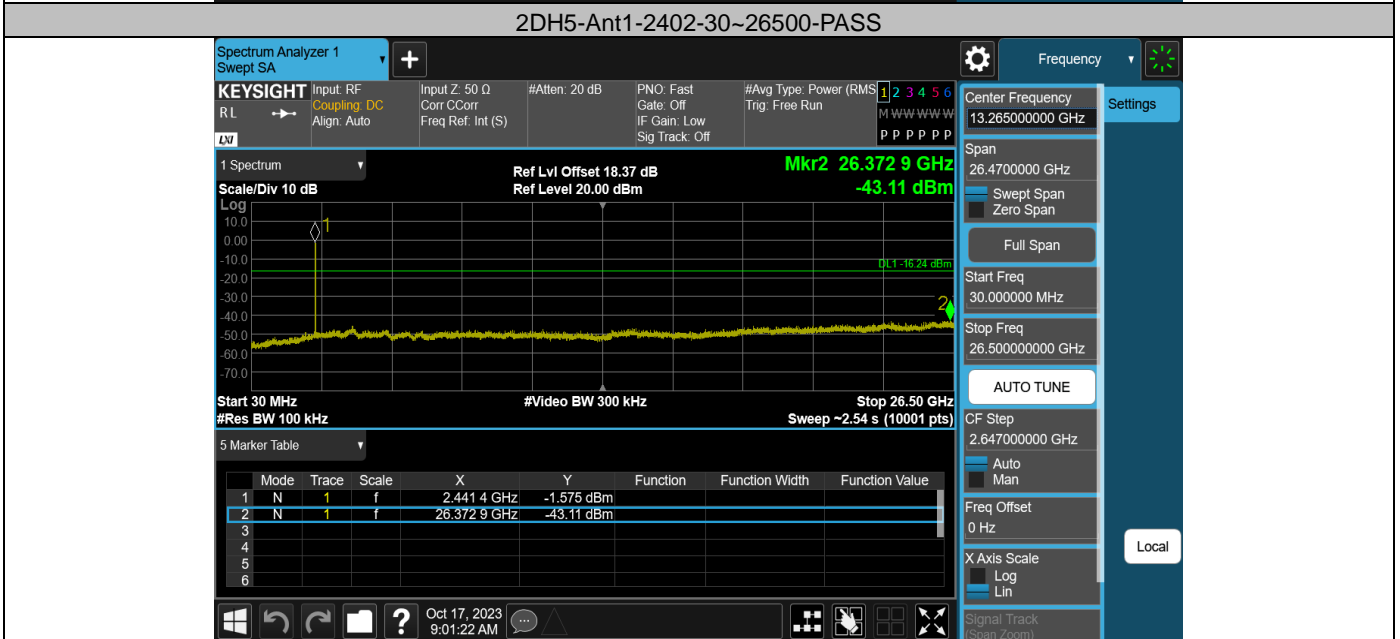 2DH5-Ant1-2402-30~26500-PASS
Spectrum Analyzer 1
Swept SA
+
Frequency
KEYSIGHT
RL
LXI
Input: RF
Coupling: DC
Align: Auto
Input Z: 50 Ω
Corr CCorr
Freq Ref: Int (S)
#Atten: 20 dB
PNO: Fast
Gate: Off
IF Gain: Low
Sig Track: Off
#Avg Type: Power (RMS
Trig: Free Run
1 2 3 4 5 6
M W W W W W
P P P P P P
Center Frequency
13.265000000 GHz
Settings
1 Spectrum
Scale/Div 10 dB
Ref Lvl Offset 18.37 dB
Ref Level 20.00 dBm
Mkr2 26.372 9 GHz
-43.11 dBm
Span
26.4700000 GHz
Swept Span
Zero Span
Full Span
Log
10.0
0.00
-10.0
-20.0
-30.0
-40.0
-50.0
-60.0
-70.0
1
DL1 -16.24 dBm
2
Start Freq
30.000000 MHz
Stop Freq
26.500000000 GHz
AUTO TUNE
Start 30 MHz
#Res BW 100 kHz
#Video BW 300 kHz
Stop 26.50 GHz
Sweep ~2.54 s (10001 pts)
CF Step
2.647000000 GHz
Auto
Man
5 Marker Table
Mode Trace Scale X Y Function Function Width Function Value
1 N 1 f 2.441 4 GHz -1.575 dBm
2 N 1 f 26.372 9 GHz -43.11 dBm
3
4
5
6
Freq Offset
0 Hz
X Axis Scale
Log
Lin
Local
Signal Track
(Span Zoom)
?
Oct 17, 2023
9:01:22 AM